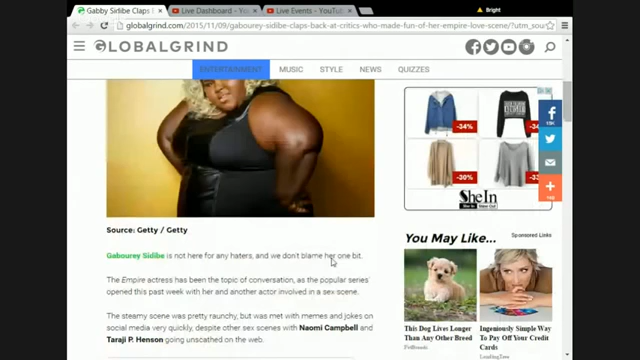 Gabby Sirlibe Claps B
Live Dashboard - You
Live Events - YouT
Bright
globalgrind.com/2015/11/09/gabourey-sidibe-claps-back-at-critics-who-made-fun-of-her-empire-love-scene/?utm_sour
GLOBALGRIND
ENTERTAINMENT MUSIC STYLE NEWS QUIZZES
-34%
-30%
SheIn
Source: Getty / Getty
Gabourey Sidibe is not here for any haters, and we don't blame her one bit.
The Empire actress has been the topic of conversation, as the popular series'
opened this past week with her and another actor involved in a sex scene.
The steamy scene was pretty raunchy, but was met with memes and jokes on
social media very quickly, despite other sex scenes with Naomi Campbell and
Taraji P. Henson going unscathed on the web.
You May Like...
Sponsored Links
This Dog Lives Longer
Than Any Other Breed
Ingeniously Simple
Way To Pay Off Your
Credit
Cards
LendingZero